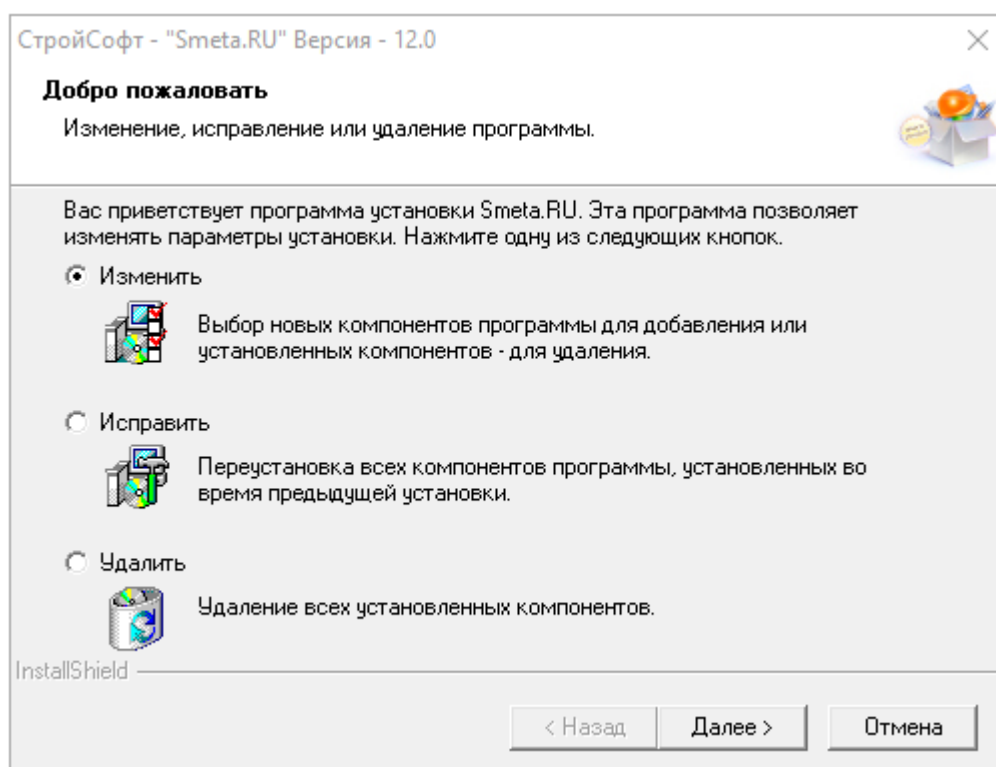 СтройСофт - "Smeta.RU" Версия - 12.0
Добро пожаловать
Изменение, исправление или удаление программы.
Вас приветствует программа установки Smeta.RU. Эта программа позволяет
изменять параметры установки. Нажмите одну из следующих кнопок.
Изменить
Выбор новых компонентов программы для добавления или
установленных компонентов - для удаления.
Исправить
Переустановка всех компонентов программы, установленных во
время предыдущей установки.
Удалить
Удаление всех установленных компонентов.
InstallShield
< Назад
Далее >
Отмена